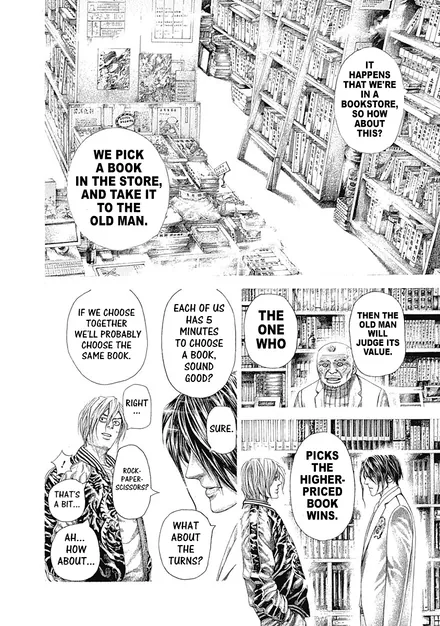 IT
HAPPENS
THAT WE'RE
IN A
BOOKSTORE,
SO HOW
ABOUT
THIS?
WE PICK
A BOOK
IN THE STORE,
AND TAKE IT
TO THE
OLD MAN.
THEN THE
OLD MAN
WILL
JUDGE ITS
VALUE.
THE
ONE
WHO
PICKS
THE
HIGHER-
PRICED
BOOK
WINS.
EACH OF US
HAS 5
MINUTES
TO CHOOSE
A BOOK,
SOUND
GOOD?
SURE.
WHAT
ABOUT
THE
TURNS?
IF WE CHOOSE
TOGETHER
WE'LL PROBABLY
CHOOSE THE
SAME BOOK.
RIGHT
...
ROCK-
PAPER-
SCISSORS?
!
THAT'S
A BIT...
AH...
HOW
ABOUT...